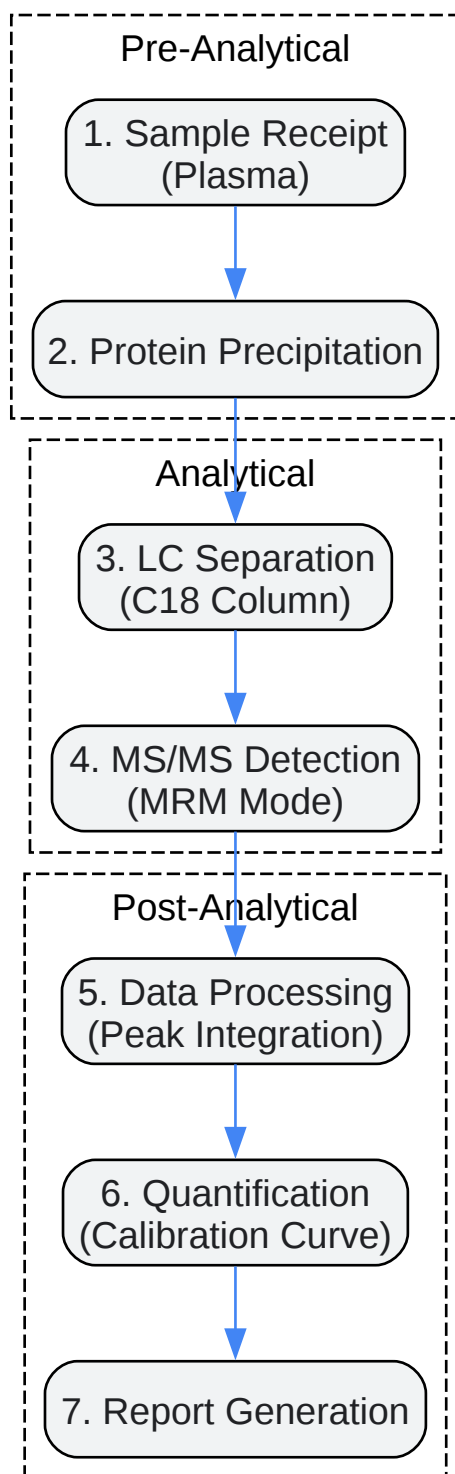 Pre-Analytical
1. Sample Receipt
(Plasma)
2. Protein Precipitation
Analytical
3. LC Separation
(C18 Column)
4. MS/MS Detection
(MRM Mode)
Post-Analytical
5. Data Processing
(Peak Integration)
6. Quantification
(Calibration Curve)
7. Report Generation